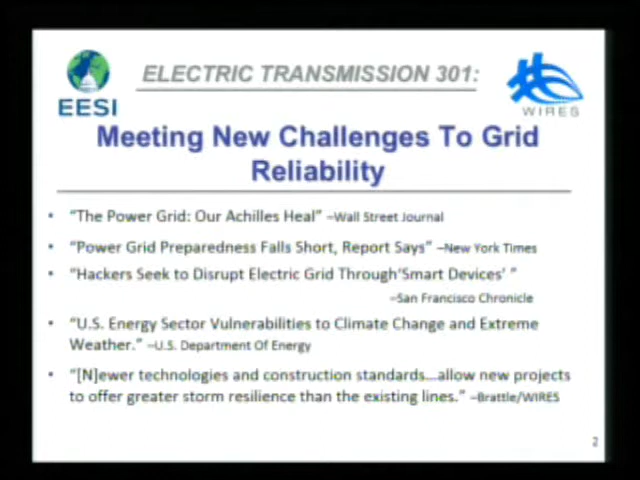 ELECTRIC TRANSMISSION 301:
EESI
WIRES
Meeting New Challenges To Grid
Reliability
• “The Power Grid: Our Achilles Heal” –Wall Street Journal
• “Power Grid Preparedness Falls Short, Report Says” –New York Times
• “Hackers Seek to Disrupt Electric Grid Through‘Smart Devices’ ”
–San Francisco Chronicle
• “U.S. Energy Sector Vulnerabilities to Climate Change and Extreme
Weather.” –U.S. Department Of Energy
• “[N]ewer technologies and construction standards…allow new projects
to offer greater storm resilience than the existing lines.” –Brattle/WIRES
2